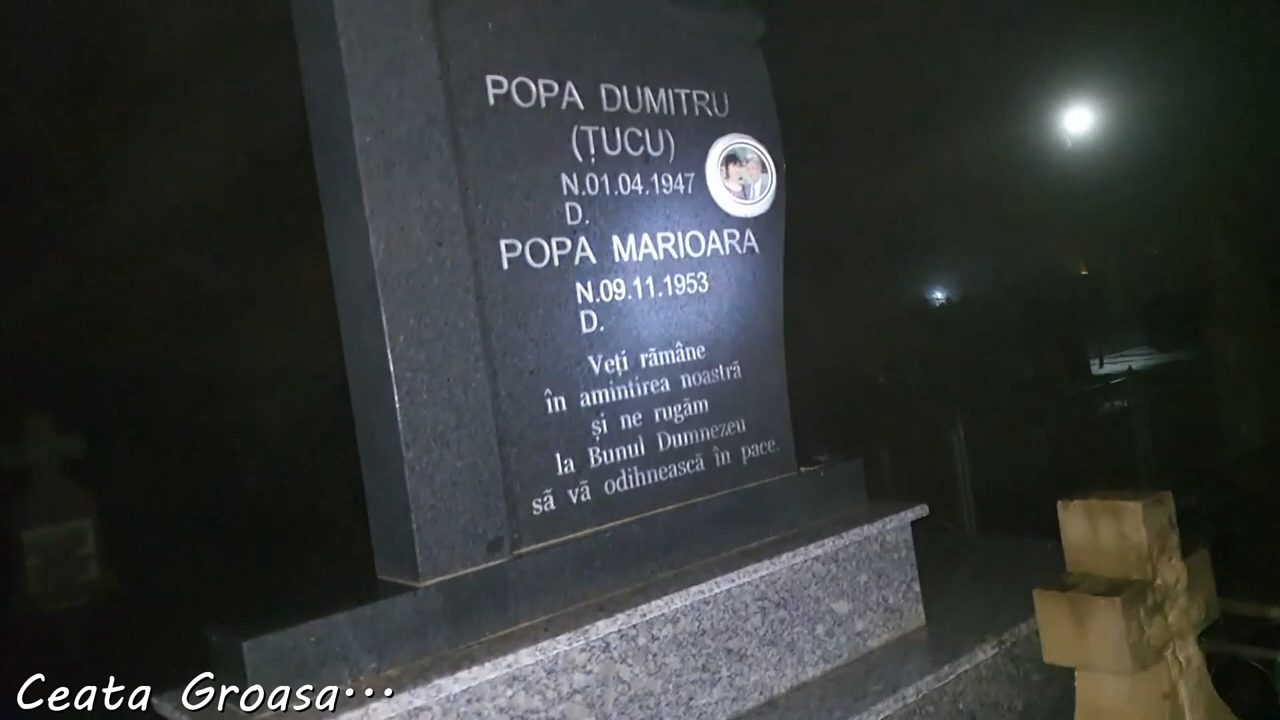 POPA DUMITRU
(ȚUCU)
N.01.04.1947
D.
POPA MARIOARA
N.09.11.1953
D.
Veți rămâne
în amintirea noastră
și ne rugăm
la Bunul Dumnezeu
să vă odihnească în pace.
Ceata Groasa...